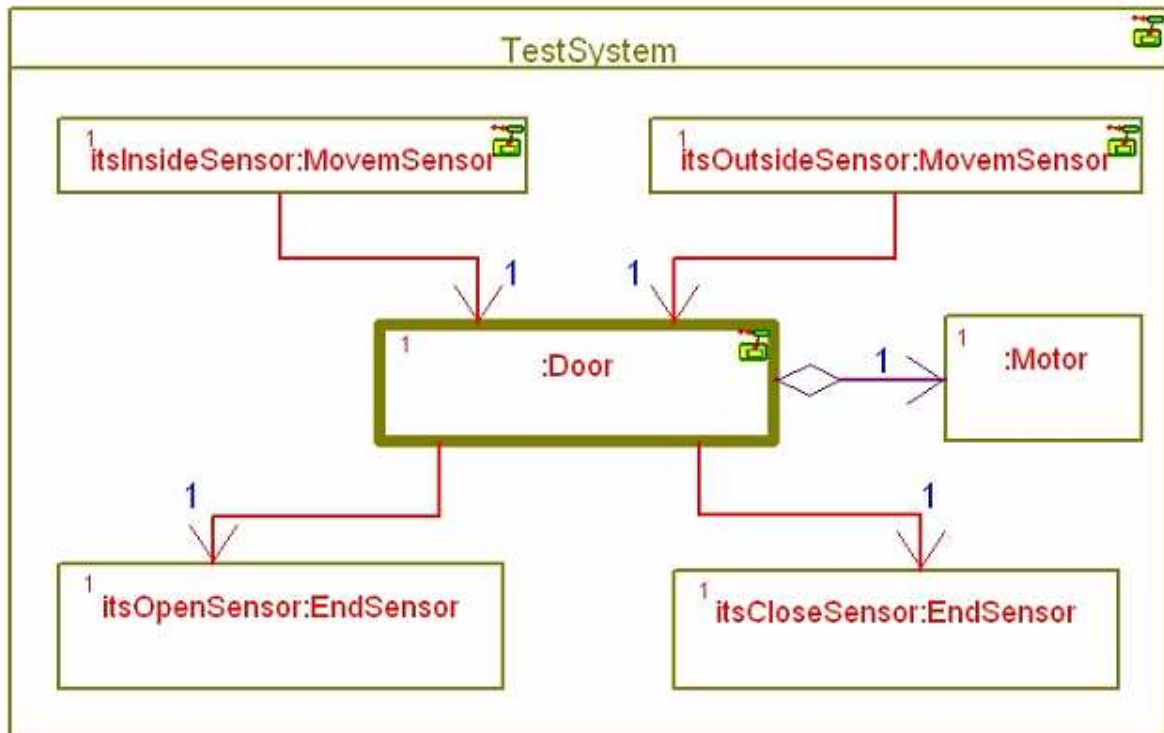 TestSystem
1
itsInsideSensor:MovemSensor
1
itsOutsideSensor:MovemSensor
1
1
1
:Door
1
1
:Motor
1
1
1
itsOpenSensor:EndSensor
1
itsCloseSensor:EndSensor